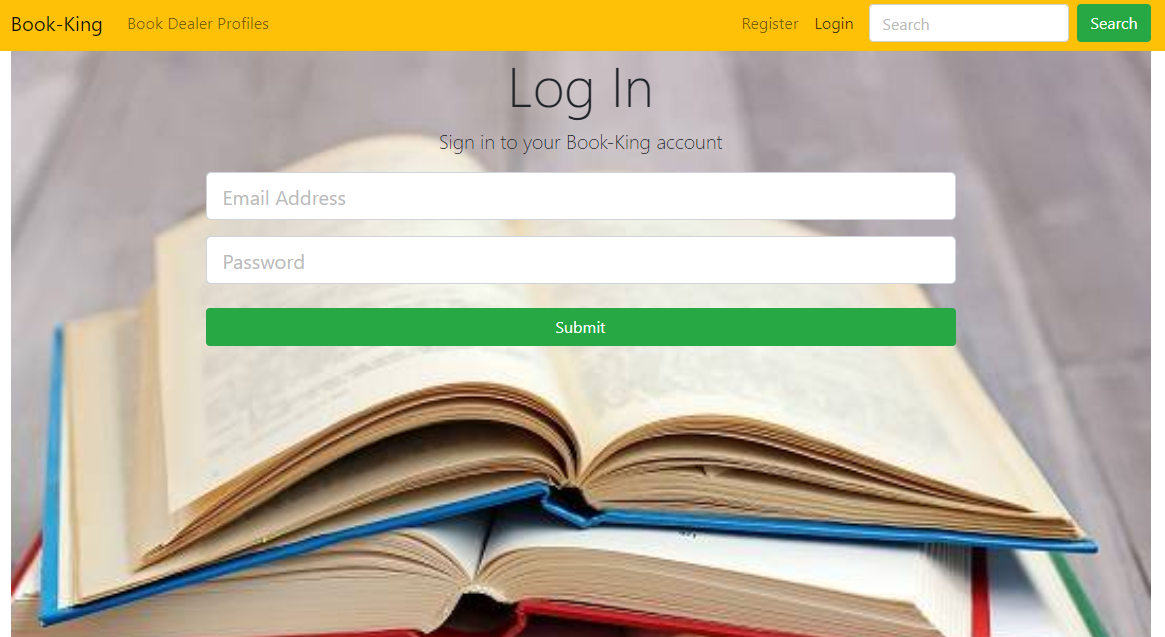 Book-King Book Dealer Profiles Register Login Search Search
Log In
Sign in to your Book-King account
Email Address
Password
Submit